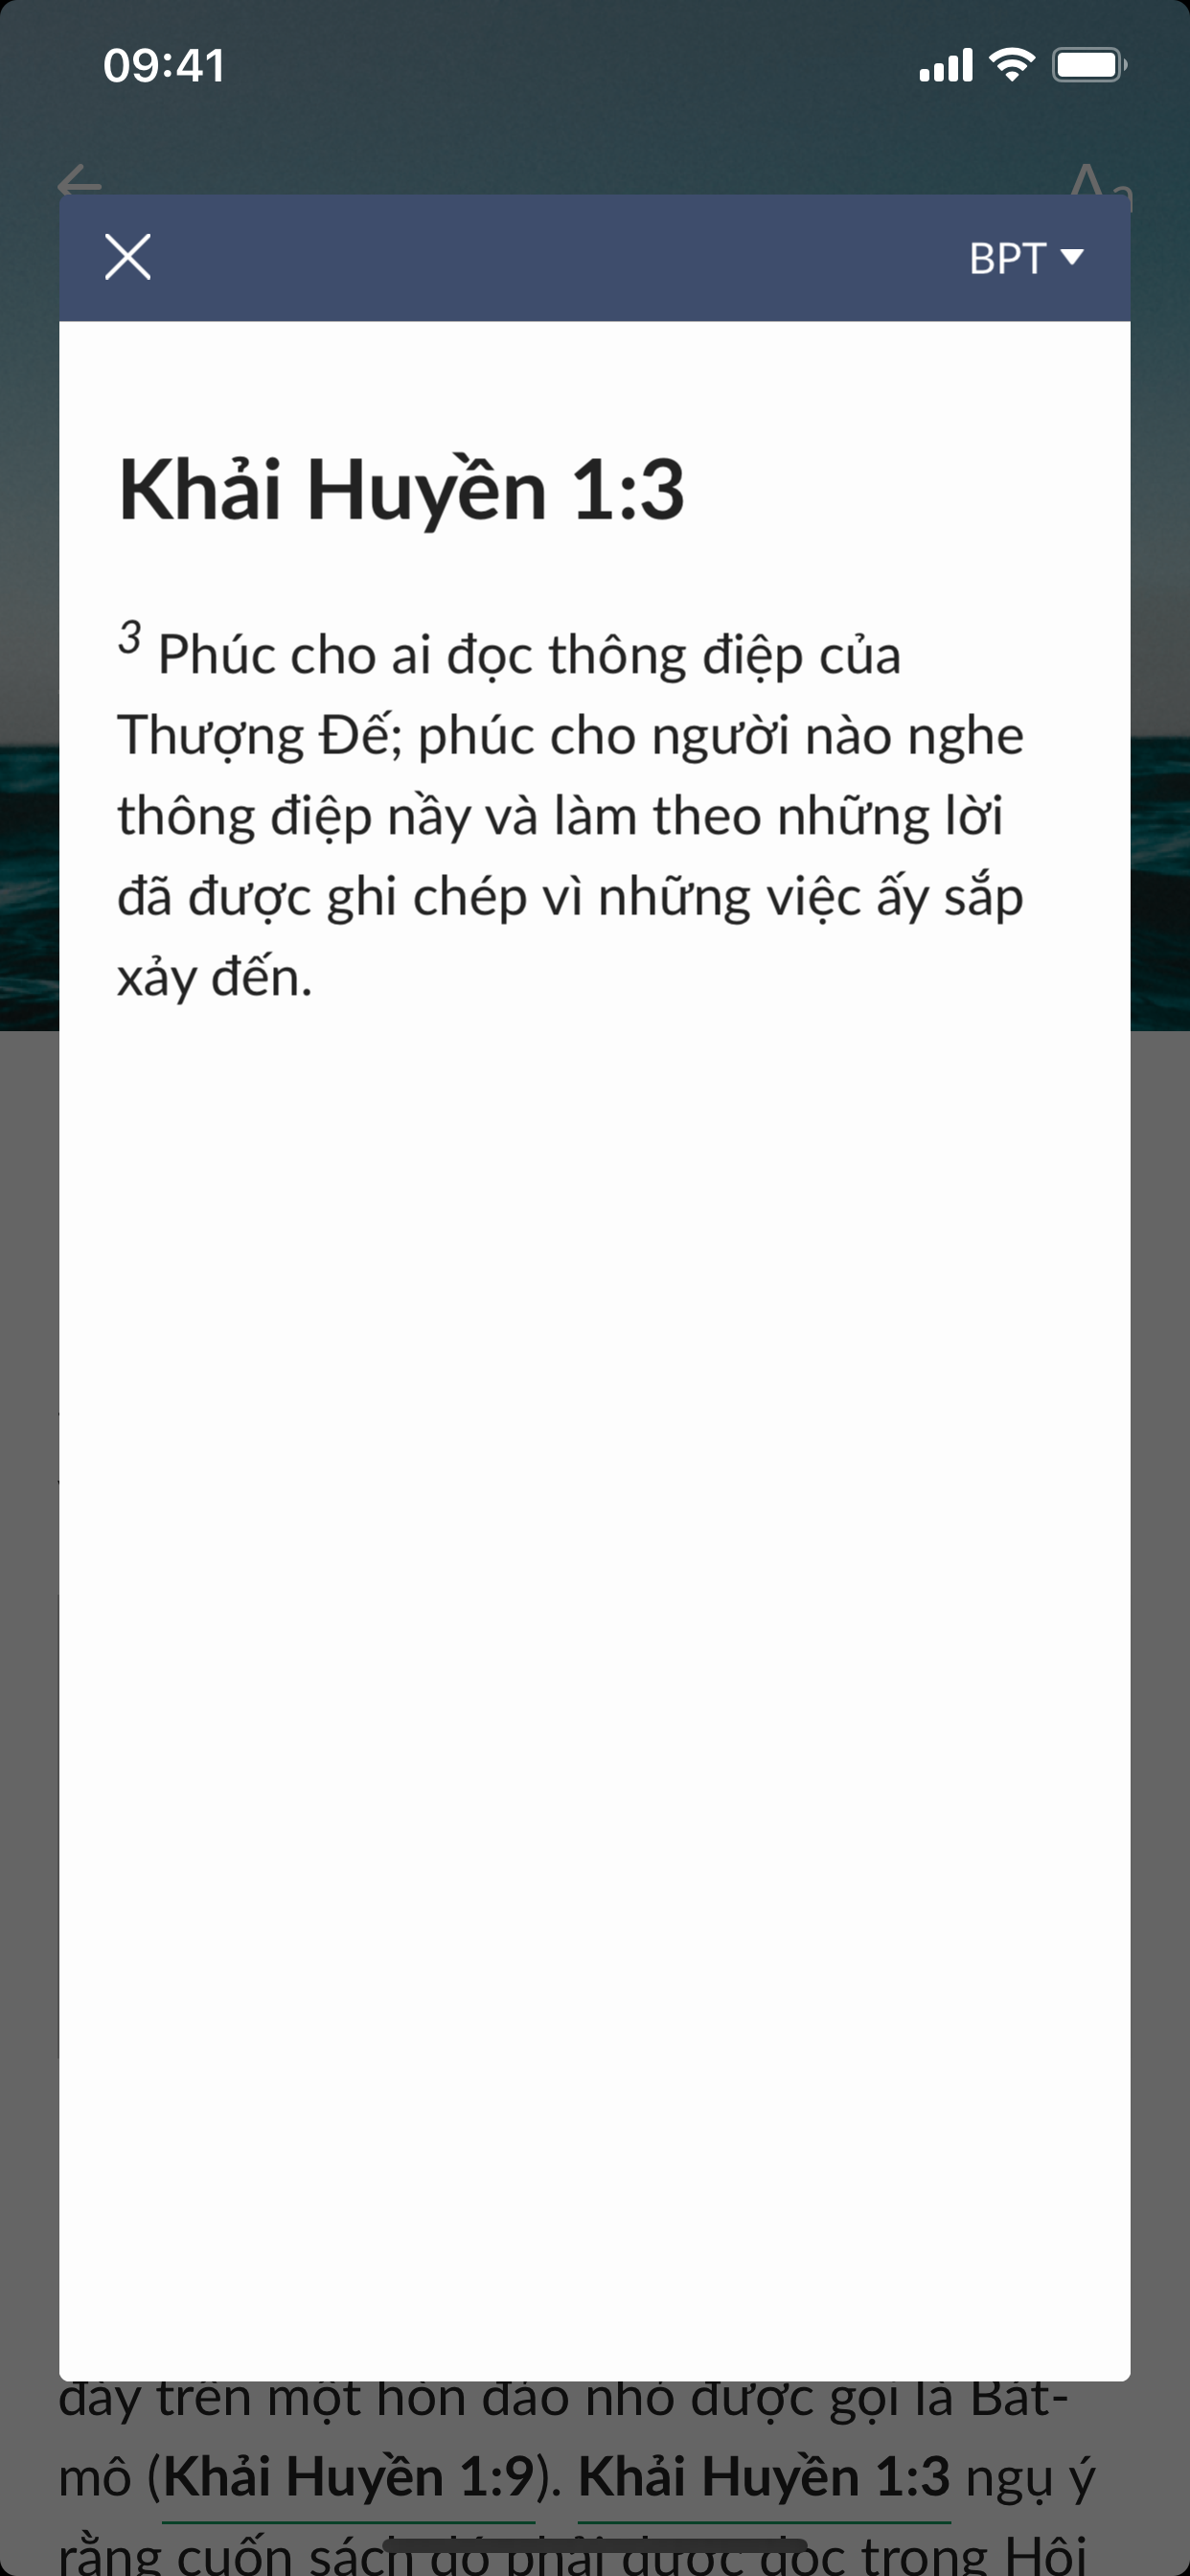 09:41
BPT
Khải Huyền 1:3
3 Phúc cho ai đọc thông điệp của
Thượng Đế; phúc cho người nào nghe
thông điệp nầy và làm theo những lời
đã được ghi chép vì những việc ấy sắp
xảy đến.
đày trên một hòn đảo nhỏ được gọi là Bát-
mô (Khải Huyền 1:9). Khải Huyền 1:3 ngụ ý
rằng cuốn sách đó phải được đọc trong Hội